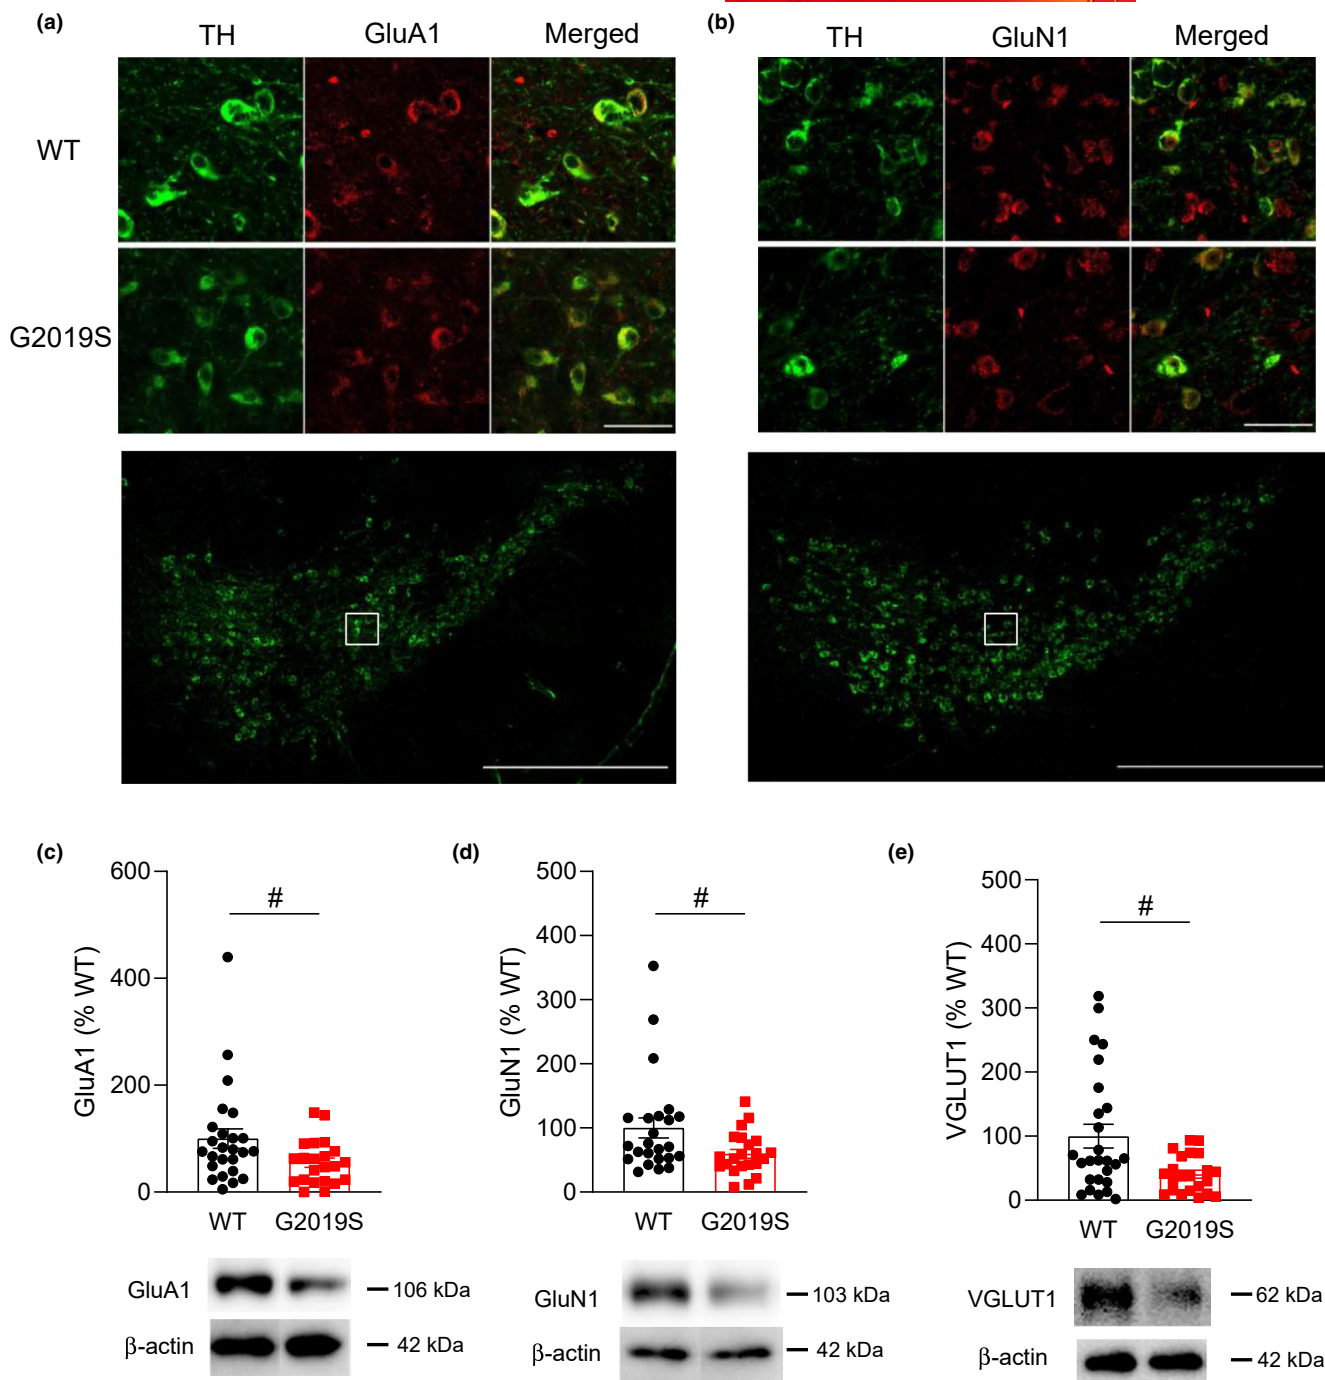 (a)
TH GluA1 Merged
WT
G2019S
(b)
TH GluN1 Merged
(c)
600
400
200
0
GluA1 (% WT)
#
WT G2019S
GluA1 106 kDa
β-actin 42 kDa
(d)
500
400
300
200
100
0
GluN1 (% WT)
#
WT G2019S
GluN1 103 kDa
β-actin 42 kDa
(e)
500
400
300
200
100
0
VGLUT1 (% WT)
#
WT G2019S
VGLUT1 62 kDa
β-actin 42 kDa